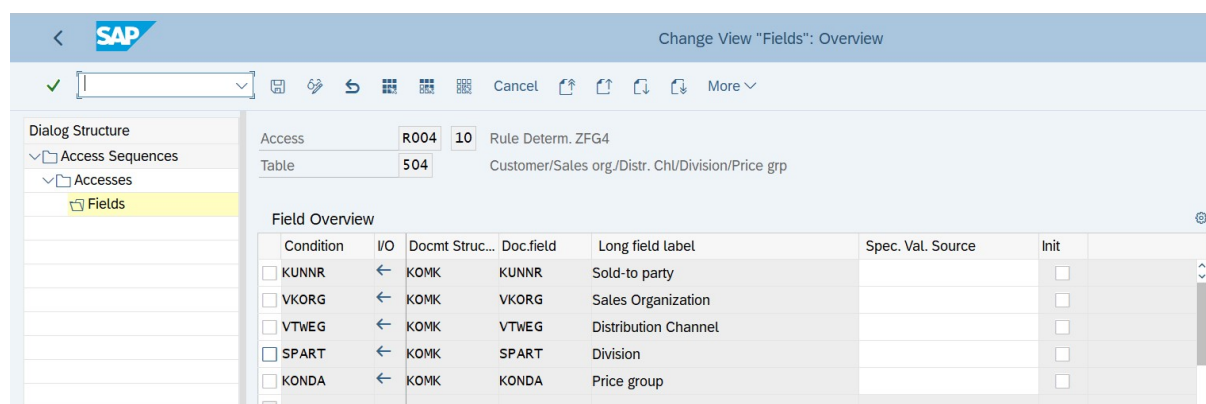 SAP
Change View "Fields": Overview
Cancel More
Dialog Structure
Access Sequences
Accesses
Fields
Access R004 10 Rule Determ. ZFG4
Table 504 Customer/Sales org./Distr. Chl/Division/Price grp
Field Overview
Condition I/O Docmt Struc... Doc.field Long field label Spec. Val. Source Init
KUNNR ← KOMK KUNNR Sold-to party
VKORG ← KOMK VKORG Sales Organization
VTWEG ← KOMK VTWEG Distribution Channel
SPART ← KOMK SPART Division
KONDA ← KOMK KONDA Price group